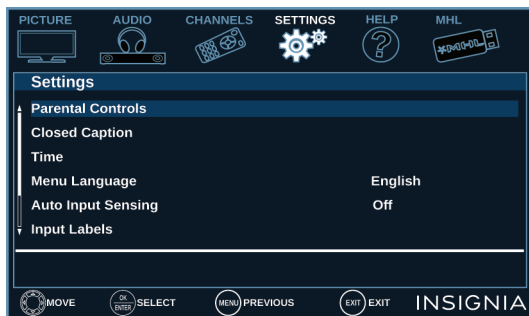 PICTURE AUDIO CHANNELS SETTINGS HELP MHL
MHL
Settings
Parental Controls
Closed Caption
Time
Menu Language English
Auto Input Sensing Off
Input Labels
MOVE OK ENTER SELECT MENU PREVIOUS EXIT EXIT INSIGNIA